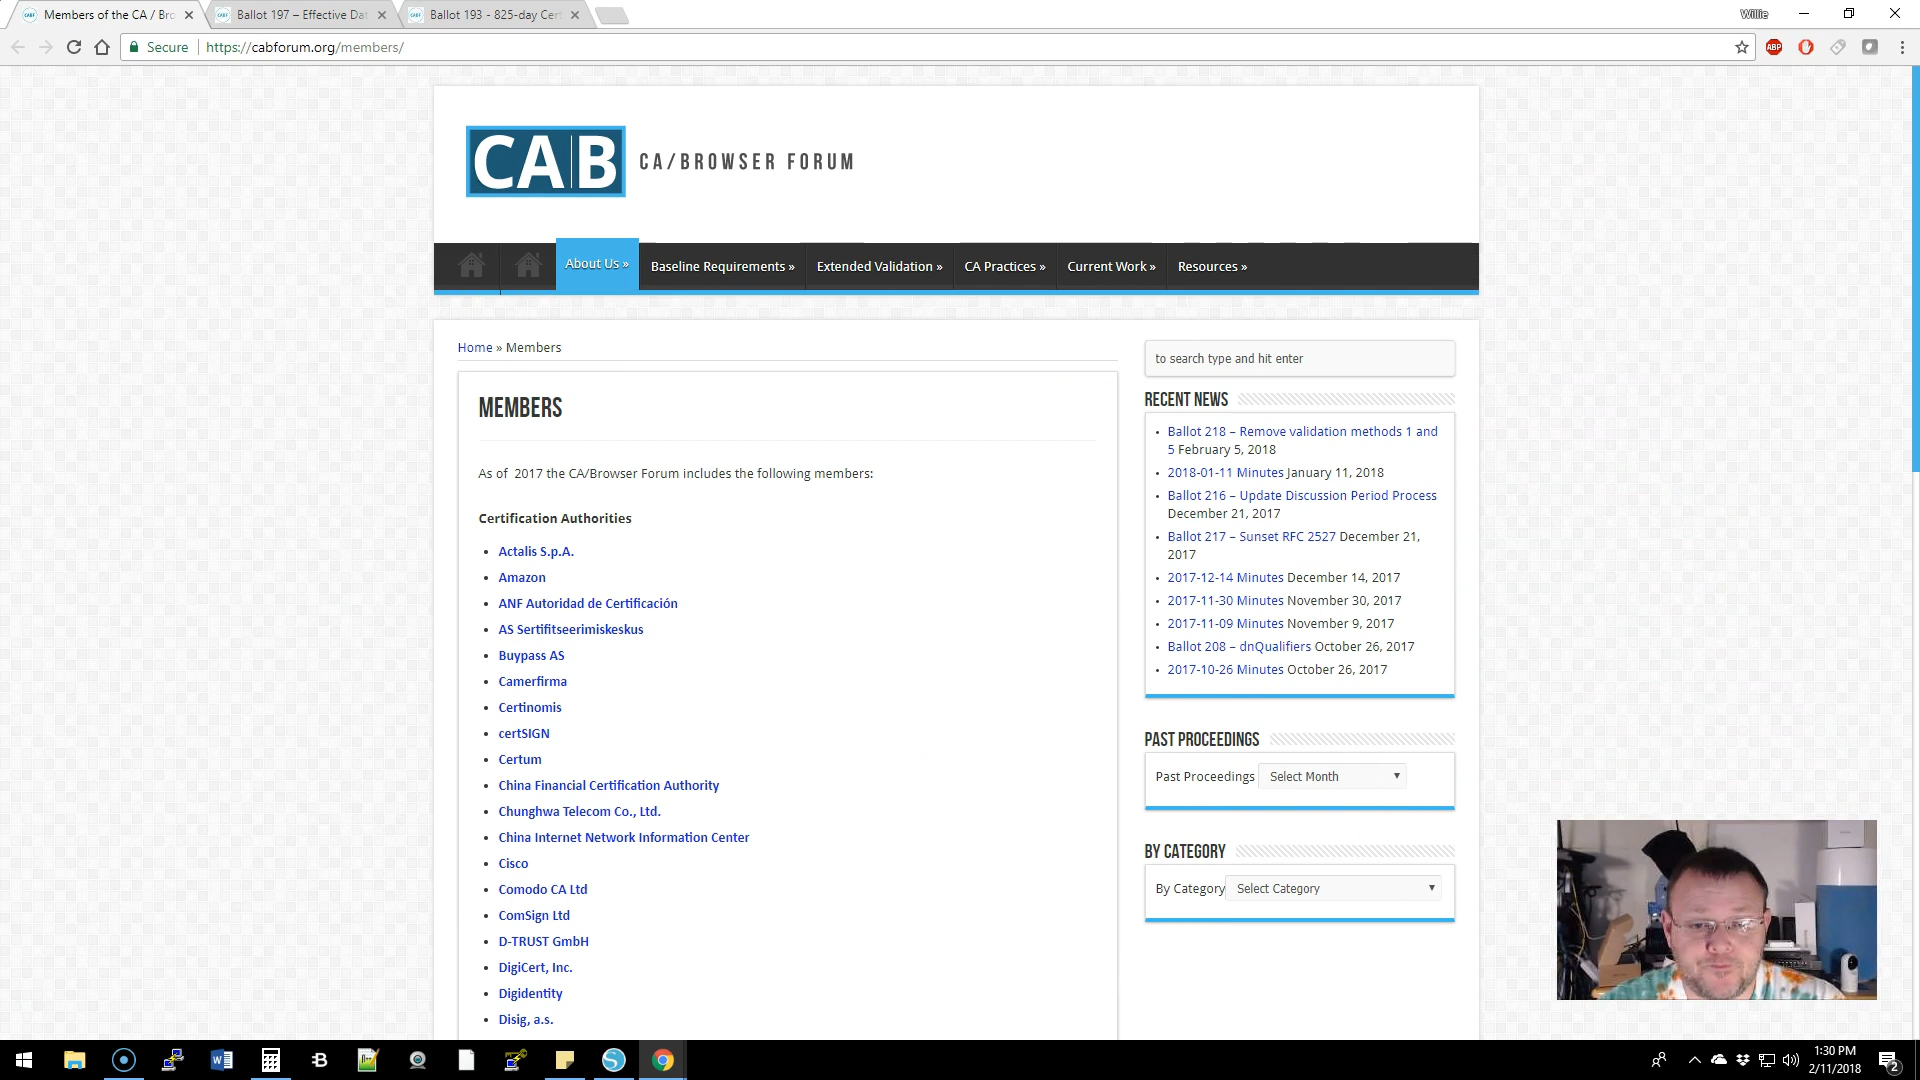 Members of the CA / Bro
Ballot 197 – Effective Dat
Ballot 193 - 825-day Cert
Willie
Secure
https://cabforum.org/members/
ABP
CA|B
CA/BROWSER FORUM
About Us »
Baseline Requirements »
Extended Validation »
CA Practices »
Current Work »
Resources »
Home » Members
MEMBERS
As of  2017 the CA/Browser Forum includes the following members:
Certification Authorities
• Actalis S.p.A.
• Amazon
• ANF Autoridad de Certificación
• AS Sertifitseerimiskeskus
• Buypass AS
• Camerfirma
• Certinomis
• certSIGN
• Certum
• China Financial Certification Authority
• Chunghwa Telecom Co., Ltd.
• China Internet Network Information Center
• Cisco
• Comodo CA Ltd
• ComSign Ltd
• D-TRUST GmbH
• DigiCert, Inc.
• Digidentity
• Disig, a.s.
to search type and hit enter
RECENT NEWS
• Ballot 218 – Remove validation methods 1 and
5 February 5, 2018
• 2018-01-11 Minutes January 11, 2018
• Ballot 216 – Update Discussion Period Process
December 21, 2017
• Ballot 217 – Sunset RFC 2527 December 21,
2017
• 2017-12-14 Minutes December 14, 2017
• 2017-11-30 Minutes November 30, 2017
• 2017-11-09 Minutes November 9, 2017
• Ballot 208 – dnQualifiers October 26, 2017
• 2017-10-26 Minutes October 26, 2017
PAST PROCEEDINGS
Past Proceedings Select Month
BY CATEGORY
By Category Select Category
1:30 PM
2/11/2018
2